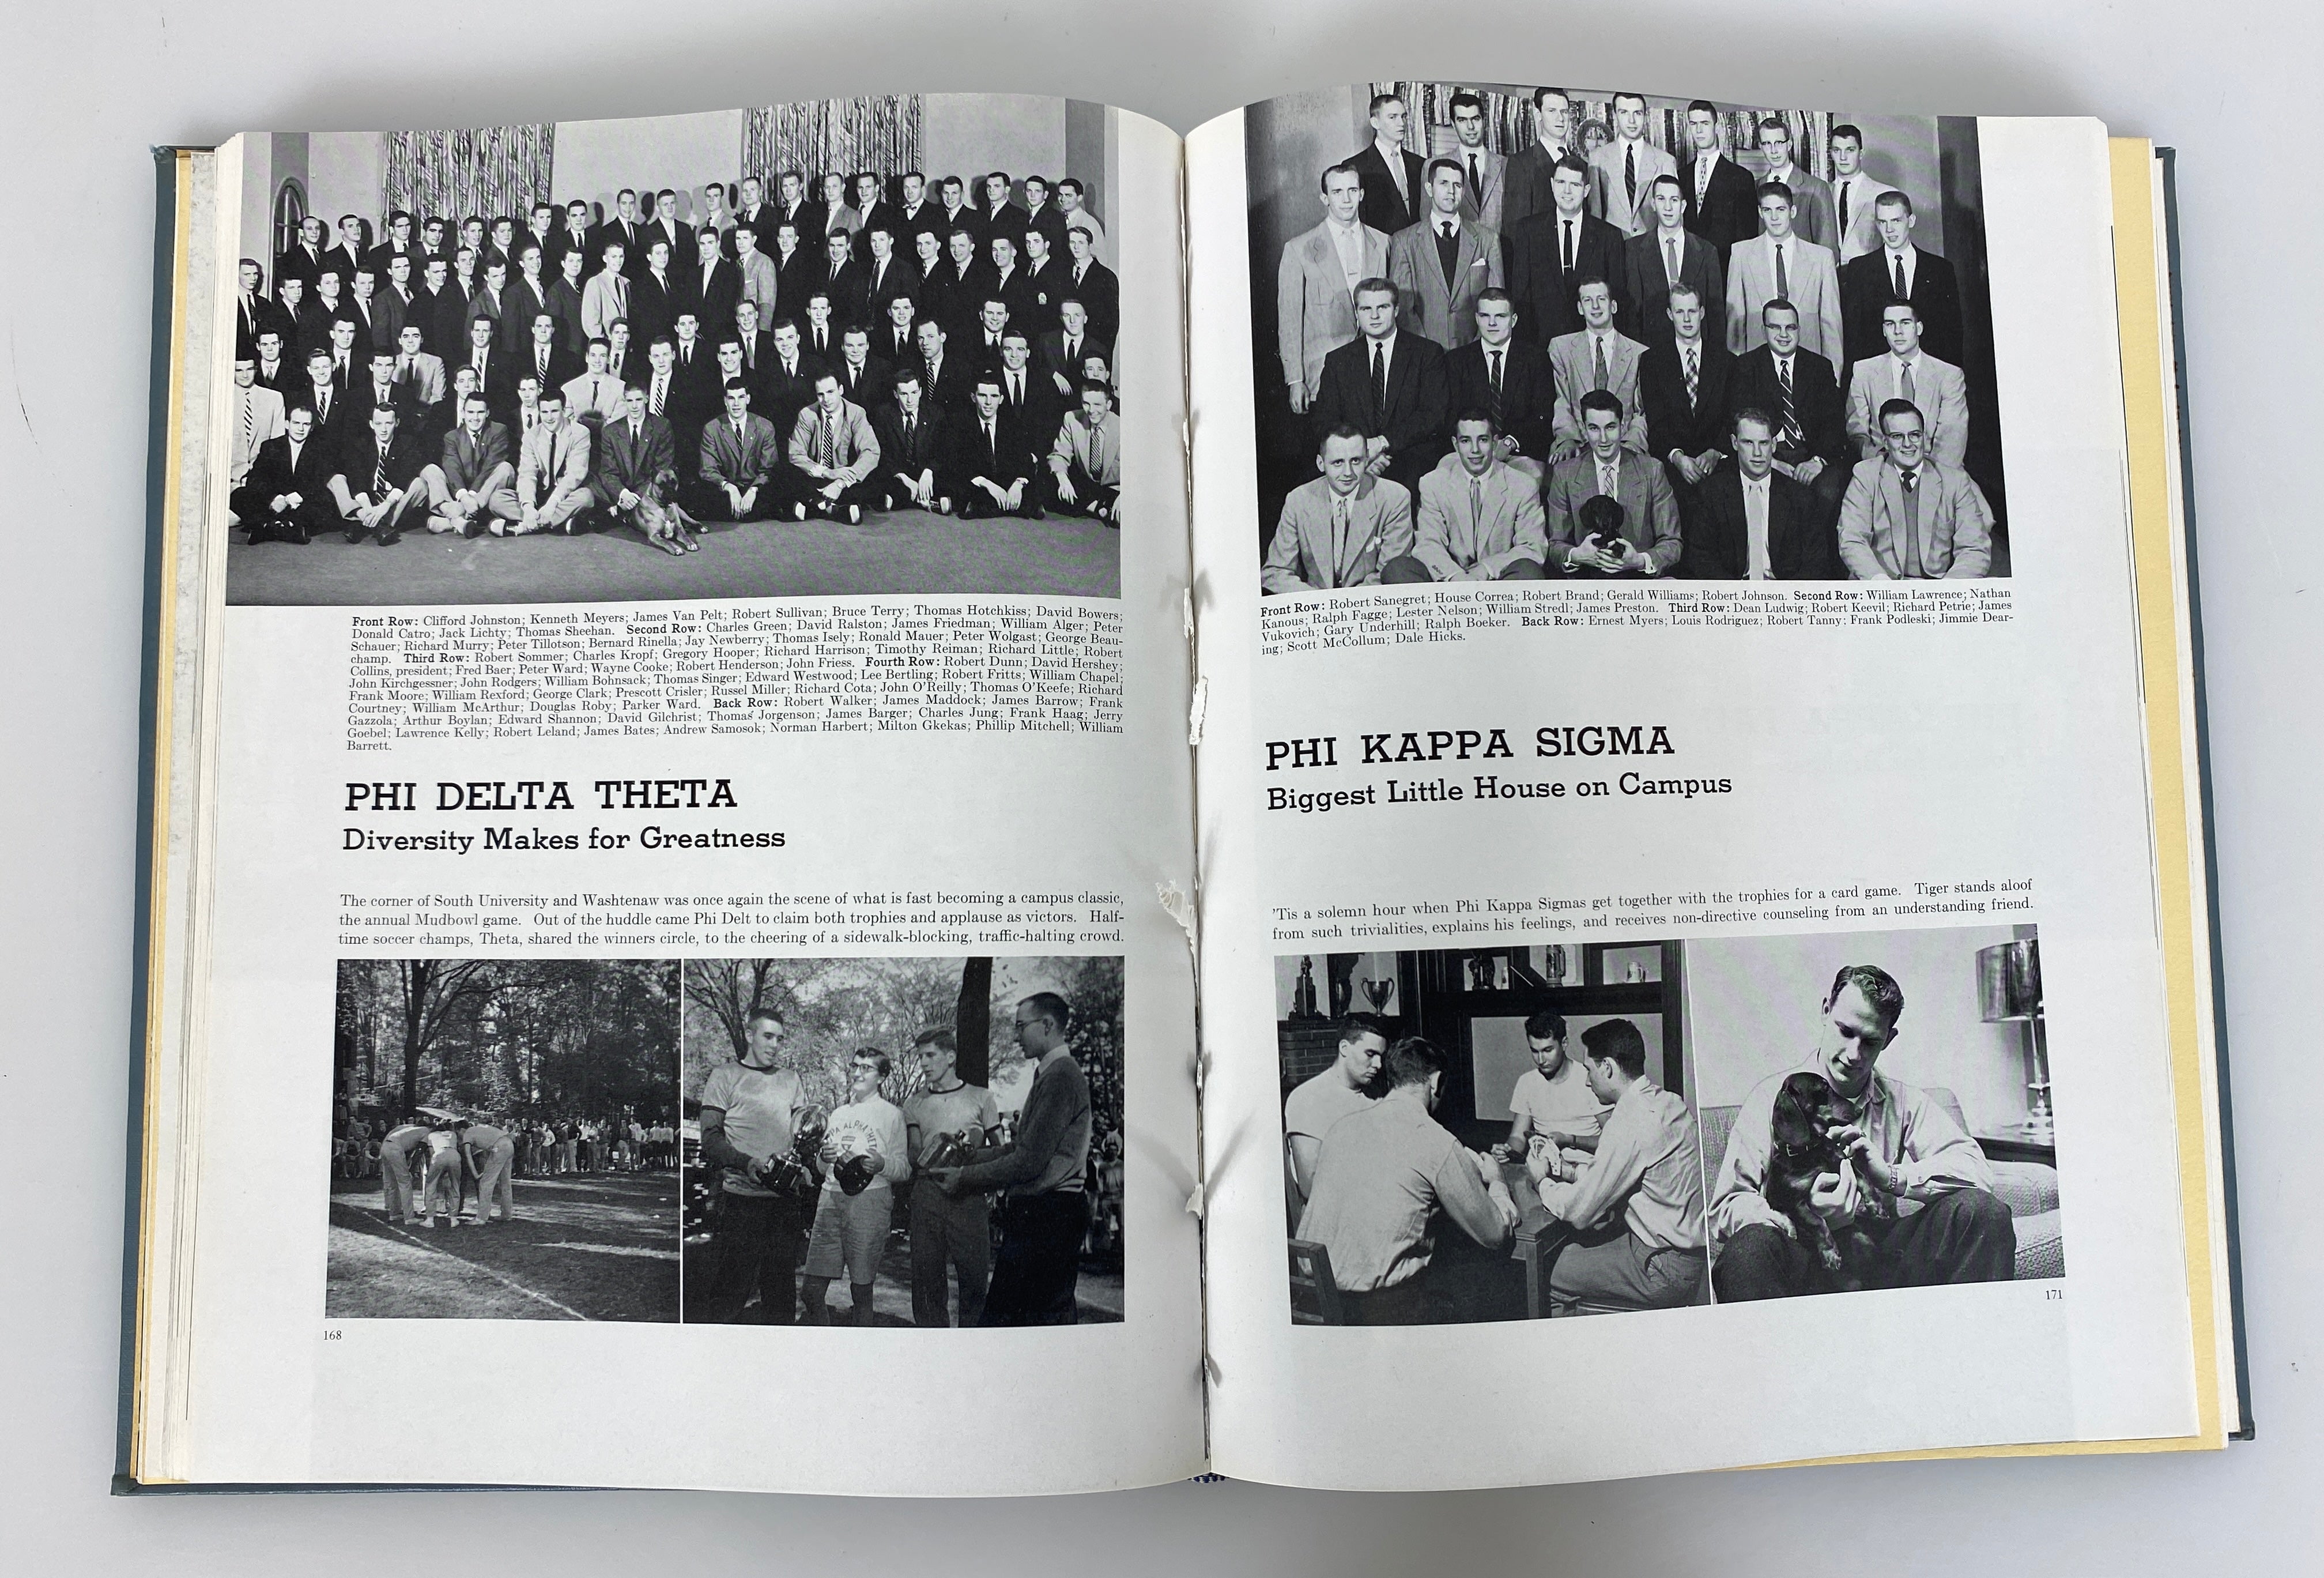 Front Row: Clifford Johnston; Kenneth Meyers; James Van Pelt; Robert Sullivan; Bruce Terry; Thomas Hotchkiss; David Bowers;
Donald Catro; Jack Lichty; Thomas Sheehan. Second Row: Charles Green; David Ralston; James Friedman; William Alger; Peter
Schauer; Richard Murry; Peter Tillotson; Bernard Rinella; Jay Newberry; Thomas Isely; Ronald Mauer; Peter Wolgast; George Beau-
champ. Third Row: Robert Sommer; Charles Kropf; Gregory Hooper; Richard Harrison; Timothy Reiman; Richard Little; Robert
Collins, president; Fred Baer; Peter Ward; Wayne Cooke; Robert Henderson; John Friess. Fourth Row: Robert Dunn; David Hershey;
John Kirchgessner; John Rodgers; William Bohnsack; Thomas Singer; Edward Westwood; Lee Bertling; Robert Fritts; William Chapel;
Frank Moore; William Rexford; George Clark; Prescott Crisler; Russel Miller; Richard Cota; John O'Reilly; Thomas O'Keefe; Richard
Courtney; William McArthur; Douglas Roby; Parker Ward. Back Row: Robert Walker; James Maddock; James Barrow; Frank
Gazzola; Arthur Boylan; Edward Shannon; David Gilchrist; Thomas Jorgenson; James Barger; Charles Jung; Frank Haag; Jerry
Goebel; Lawrence Kelly; Robert Leland; James Bates; Andrew Samosok; Norman Harbert; Milton Gkekas; Phillip Mitchell; William
Barrett.
PHI DELTA THETA
Diversity Makes for Greatness
The corner of South University and Washtenaw was once again the scene of what is fast becoming a campus classic,
the annual Mudbowl game. Out of the huddle came Phi Delt to claim both trophies and applause as victors. Half-
time soccer champs, Theta, shared the winners circle, to the cheering of a sidewalk-blocking, traffic-halting crowd.
PA ALPHA THET
168
Front Row: Robert Sanegret; House Correa; Robert Brand; Gerald Williams; Robert Johnson. Second Row: William Lawrence; Nathan
Kanous; Ralph Fagge; Lester Nelson; William Stredl; James Preston. Third Row: Dean Ludwig; Robert Keevil; Richard Petrie; James
Vukovich; Gary Underhill; Ralph Boeker. Back Row: Ernest Myers; Louis Rodriguez; Robert Tanny; Frank Podleski; Jimmie Dear-
ing; Scott McCollum; Dale Hicks.
PHI KAPPA SIGMA
Biggest Little House on Campus
'Tis a solemn hour when Phi Kappa Sigmas get together with the trophies for a card game. Tiger stands aloof
from such trivialities, explains his feelings, and receives non-directive counseling from an understanding friend.
171